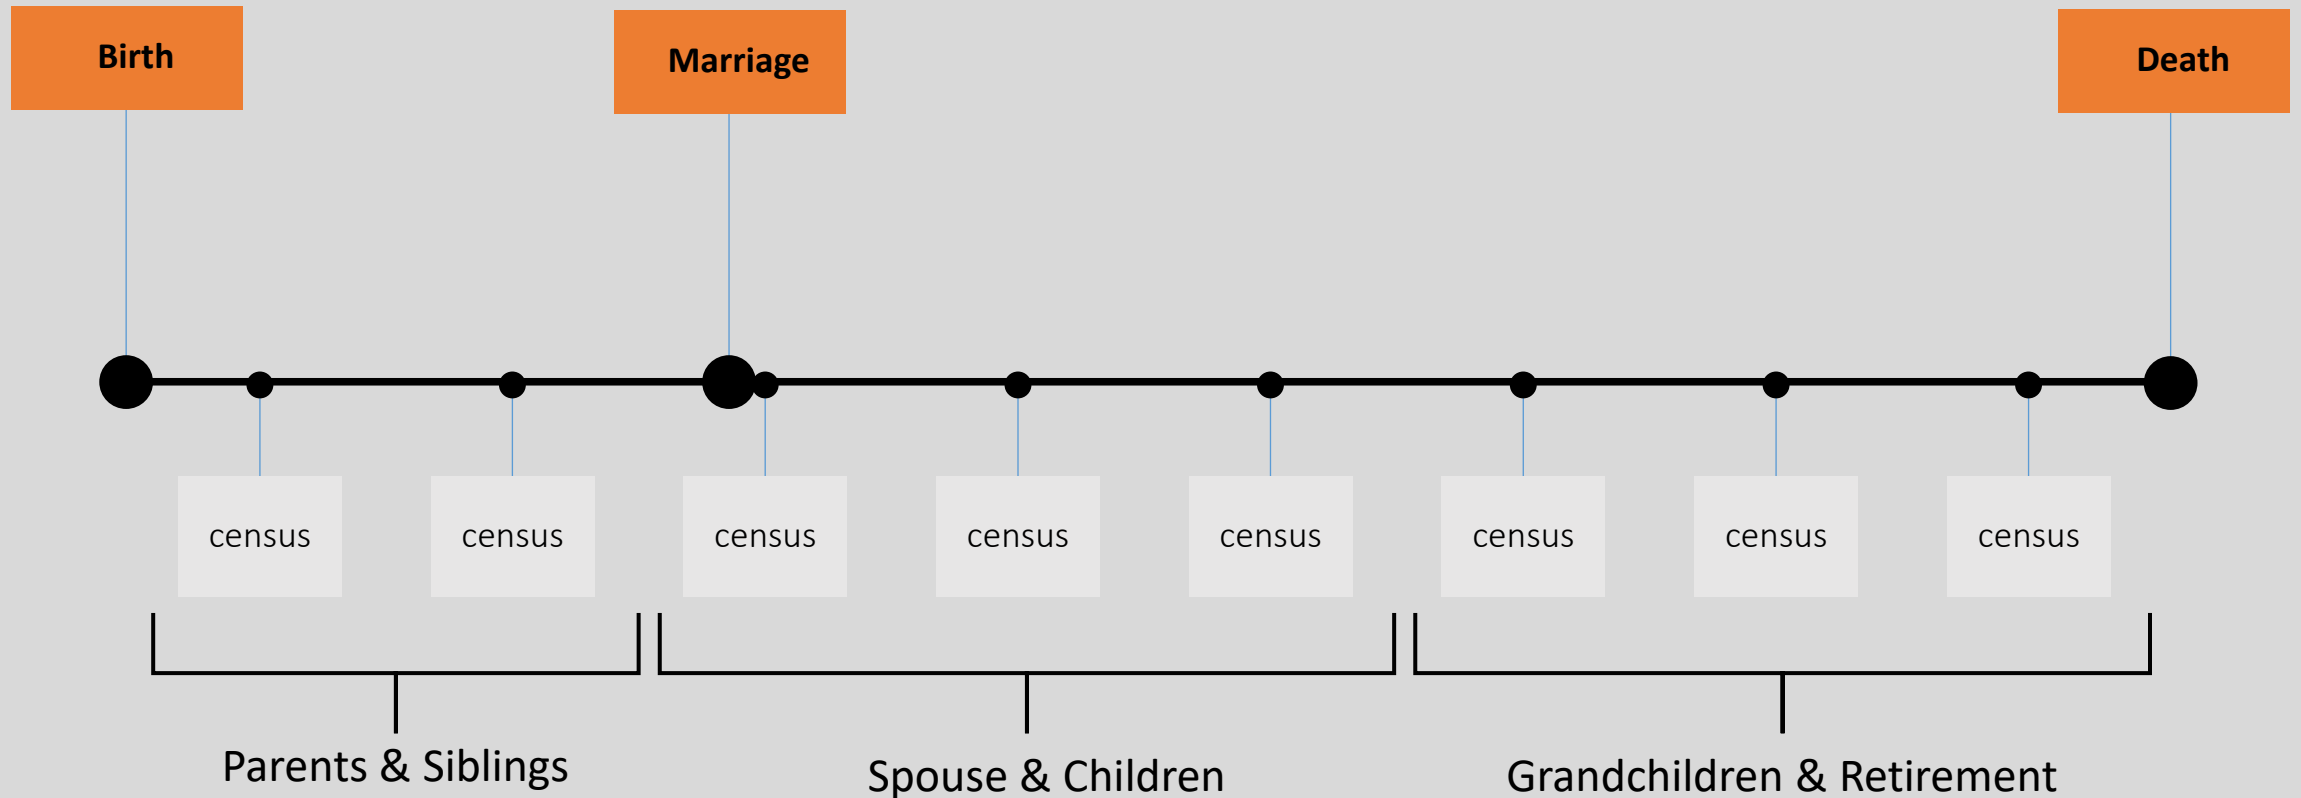 Birth
Marriage
Death
census
census
census
census
census
census
census
census
Parents & Siblings
Spouse & Children
Grandchildren & Retirement